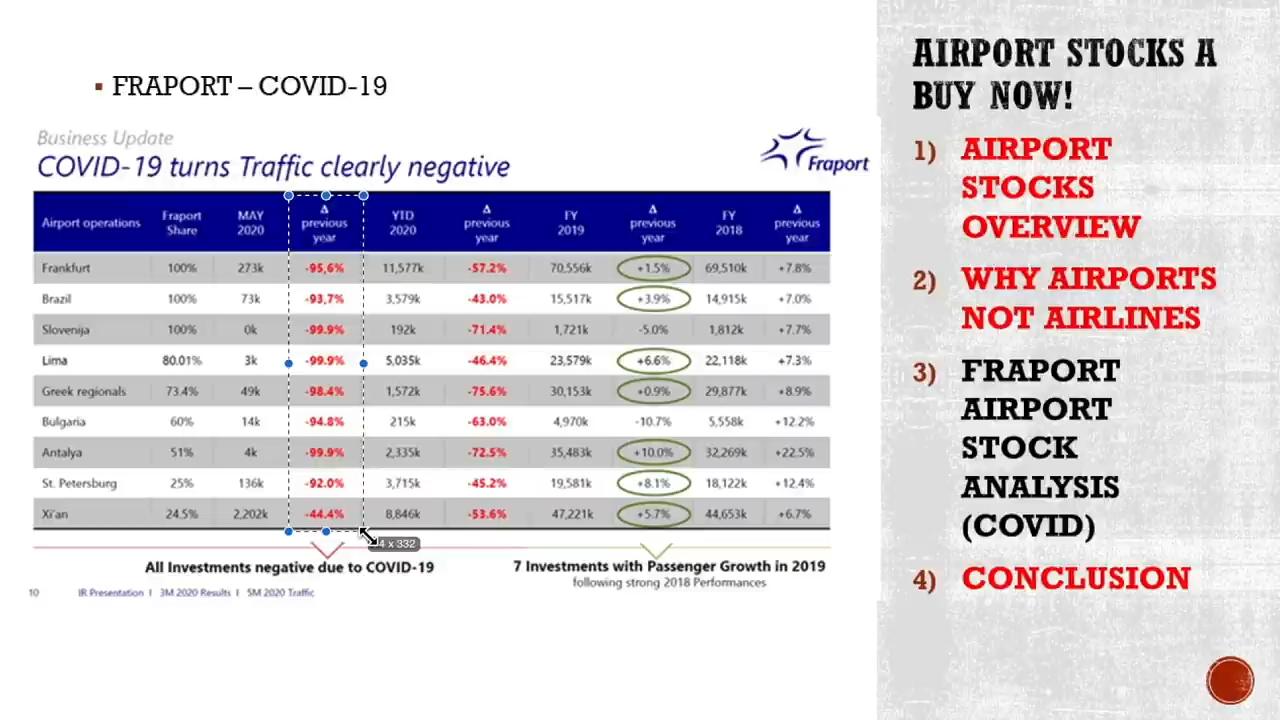 ▪ FRAPORT – COVID-19
Business Update
COVID-19 turns Traffic clearly negative
Fraport
Airport operations Fraport Share MAY 2020 Δ previous year YTD 2020 Δ previous year FY 2019 Δ previous year FY 2018 Δ previous year
Frankfurt 100% 273k -95,6% 11,577k -57.2% 70,556k +1.5% 69,510k +7.8%
Brazil 100% 73k -93,7% 3,579k -43.0% 15,517k +3.9% 14,915k +7.0%
Slovenija 100% 0k -99.9% 192k -71.4% 1,721k -5.0% 1,812k +7.7%
Lima 80.01% 3k -99.9% 5,035k -46.4% 23,579k +6.6% 22,118k +7.3%
Greek regionals 73.4% 49k -98.4% 1,572k -75.6% 30,153k +0.9% 29,877k +8.9%
Bulgaria 60% 14k -94.8% 215k -63.0% 4,970k -10.7% 5,558k +12.2%
Antalya 51% 4k -99.9% 2,335k -72.5% 35,483k +10.0% 32,269k +22.5%
St. Petersburg 25% 136k -92.0% 3,715k -45.2% 19,581k +8.1% 18,122k +12.4%
Xi'an 24.5% 2,202k -44.4% 8,846k -53.6% 47,221k +5.7% 44,653k +6.7%
4 x 332
All Investments negative due to COVID-19
7 Investments with Passenger Growth in 2019
following strong 2018 Performances
10 IR Presentation I 3M 2020 Results I 5M 2020 Traffic
AIRPORT STOCKS A
BUY NOW!
1) AIRPORT
STOCKS
OVERVIEW
2) WHY AIRPORTS
NOT AIRLINES
3) FRAPORT
AIRPORT
STOCK
ANALYSIS
(COVID)
4) CONCLUSION